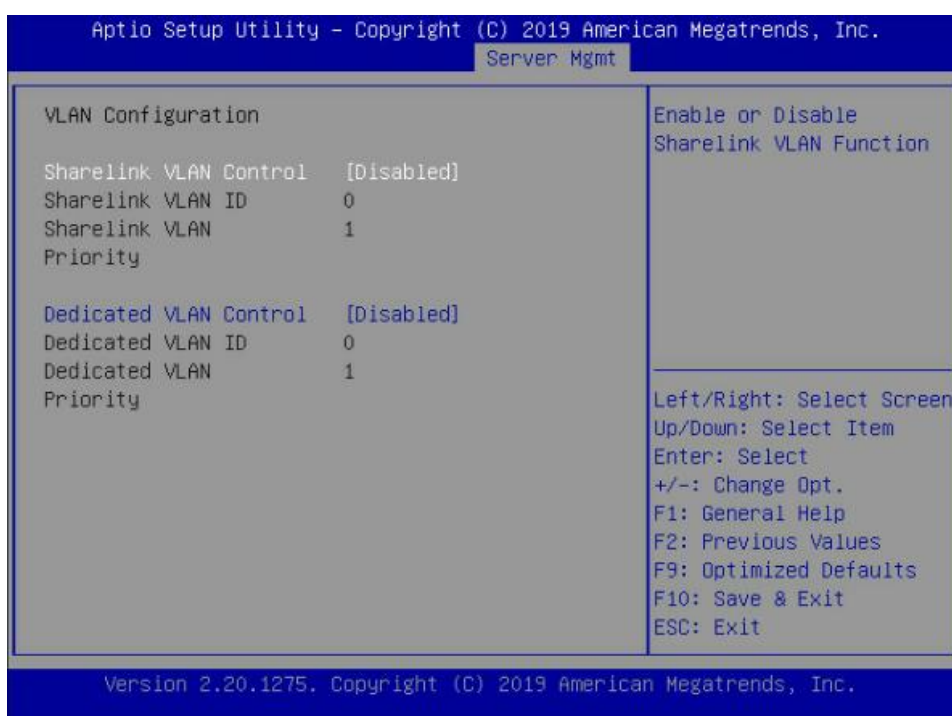 Aptio Setup Utility – Copyright (C) 2019 American Megatrends, Inc.
Server Mgmt
VLAN Configuration
Sharelink VLAN Control [Disabled]
Sharelink VLAN ID 0
Sharelink VLAN 1
Priority
Dedicated VLAN Control [Disabled]
Dedicated VLAN ID 0
Dedicated VLAN 1
Priority
Enable or Disable
Sharelink VLAN Function
Left/Right: Select Screen
Up/Down: Select Item
Enter: Select
+/-: Change Opt.
F1: General Help
F2: Previous Values
F9: Optimized Defaults
F10: Save & Exit
ESC: Exit
Version 2.20.1275. Copyright (C) 2019 American Megatrends, Inc.